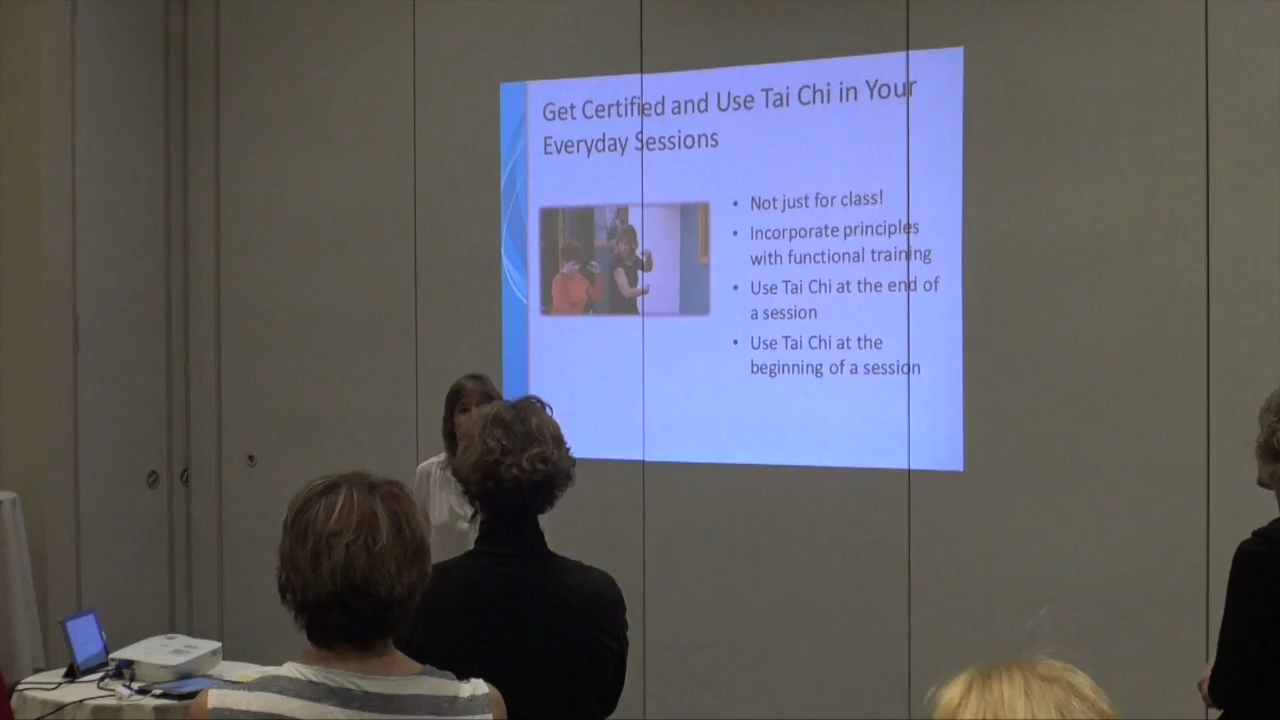 Get Certified and Use Tai Chi in Your
Everyday Sessions
• Not just for class!
• Incorporate principles
with functional training
• Use Tai Chi at the end of
a session
• Use Tai Chi at the
beginning of a session